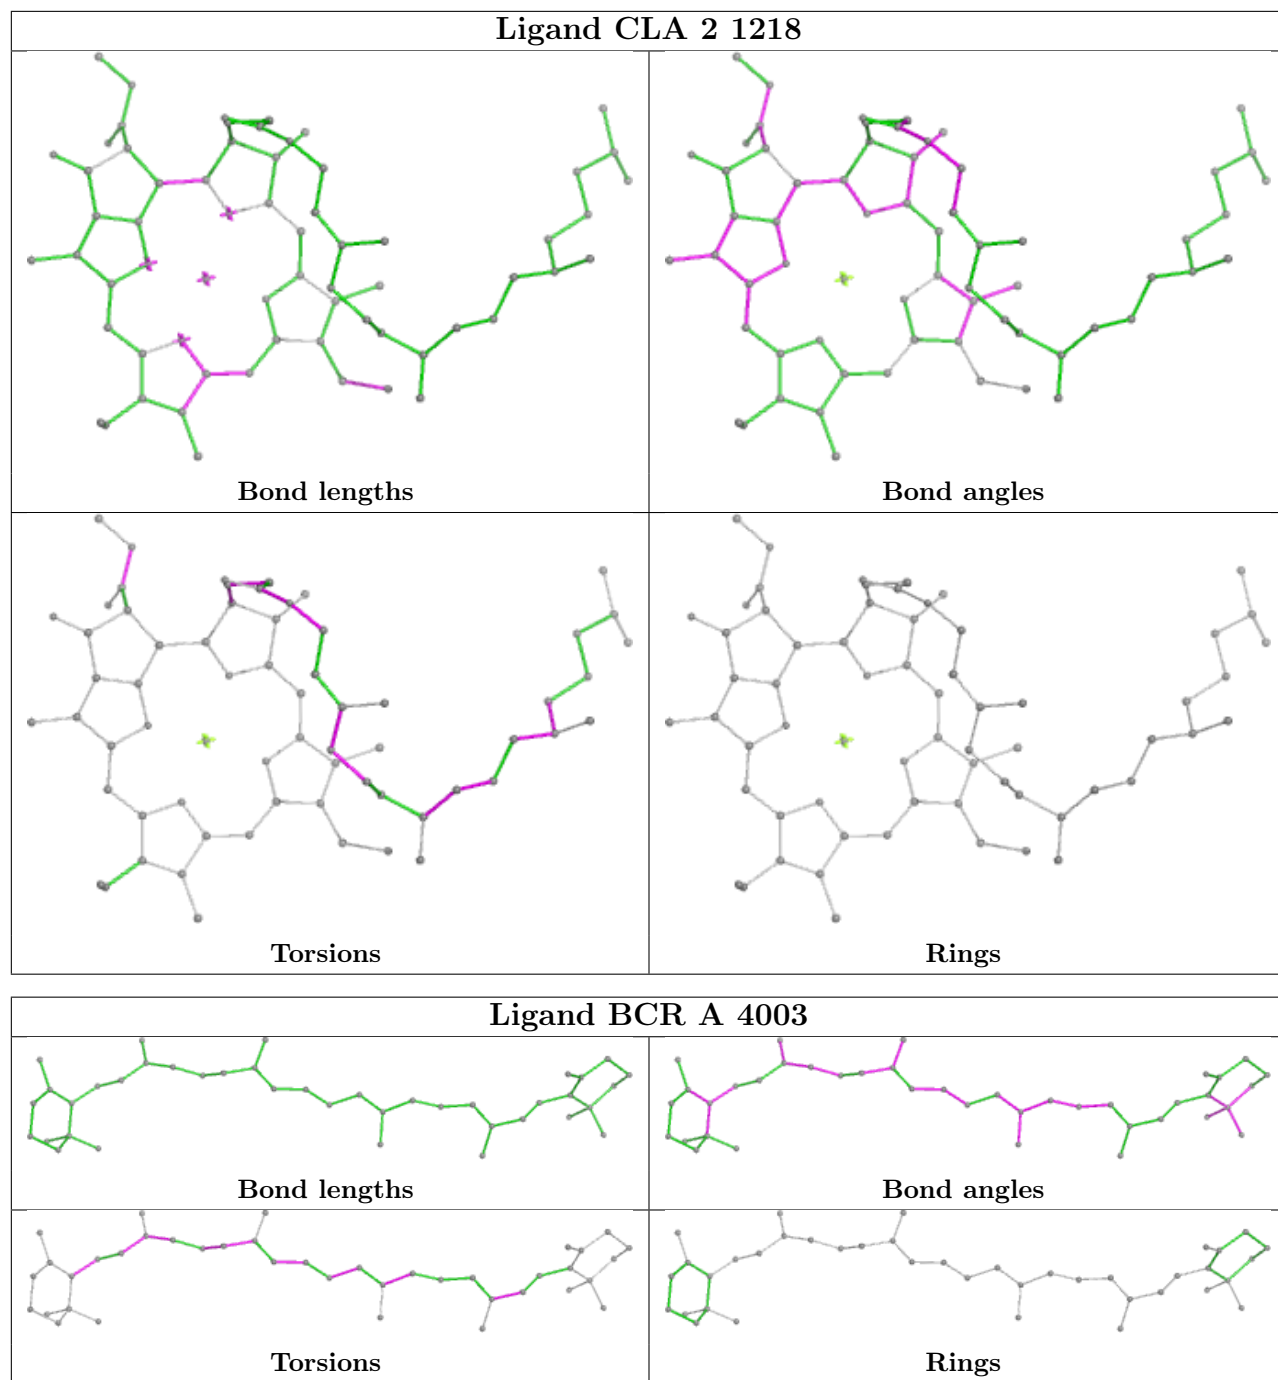 Ligand CLA 2 1218
Bond lengths
Bond angles
Torsions
Rings
Ligand BCR A 4003
Bond lengths
Bond angles
Torsions
Rings